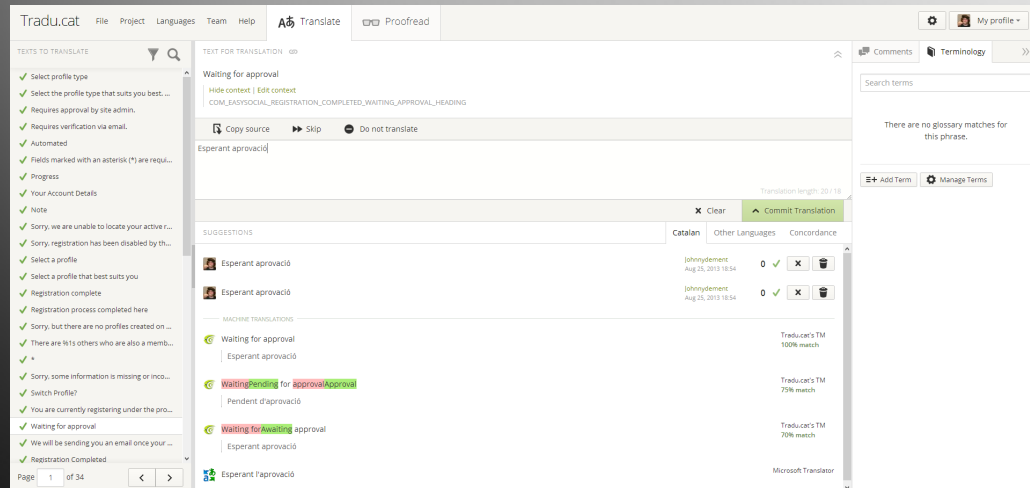 Tradu.cat File Project Languages Team Help Translate Proofread My profile
TEXTS TO TRANSLATE
Select profile type
Select the profile type that suits you best. ...
Requires approval by site admin.
Requires verification via email.
Automated
Fields marked with an asterisk (*) are requi...
Progress
Your Account Details
Note
Sorry, we are unable to locate your active r...
Sorry, registration has been disabled by th...
Select a profile
Select a profile that best suits you
Registration complete
Registration process completed here
Sorry, but there are no profiles created on ...
There are %1s others who are also a memb...
*
Sorry, some information is missing or inco...
Switch Profile?
You are currently registering under the pro...
Waiting for approval
We will be sending you an email once your ...
Registration Completed
Page 1 of 34
TEXT FOR TRANSLATION
Waiting for approval
Hide context | Edit context
COM_EASYSOCIAL_REGISTRATION_COMPLETED_WAITING_APPROVAL_HEADING
Copy source Skip Do not translate
Esperant aprovació
Translation length: 20 / 18
Clear Commit Translation
SUGGESTIONS Catalan Other Languages Concordance
Esperant aprovació Johnnydement 0
Aug 25, 2013 18:54
Esperant aprovació Johnnydement 0
Aug 25, 2013 18:54
MACHINE TRANSLATIONS
Waiting for approval Tradu.cat's TM
Esperant aprovació 100% match
WaitingPending for approvalApproval Tradu.cat's TM
Pendent d'aprovació 75% match
Waiting forAwaiting approval Tradu.cat's TM
Esperant aprovació 70% match
Esperant l'aprovació Microsoft Translator
Comments Terminology
Search terms
There are no glossary matches for
this phrase.
Add Term Manage Terms